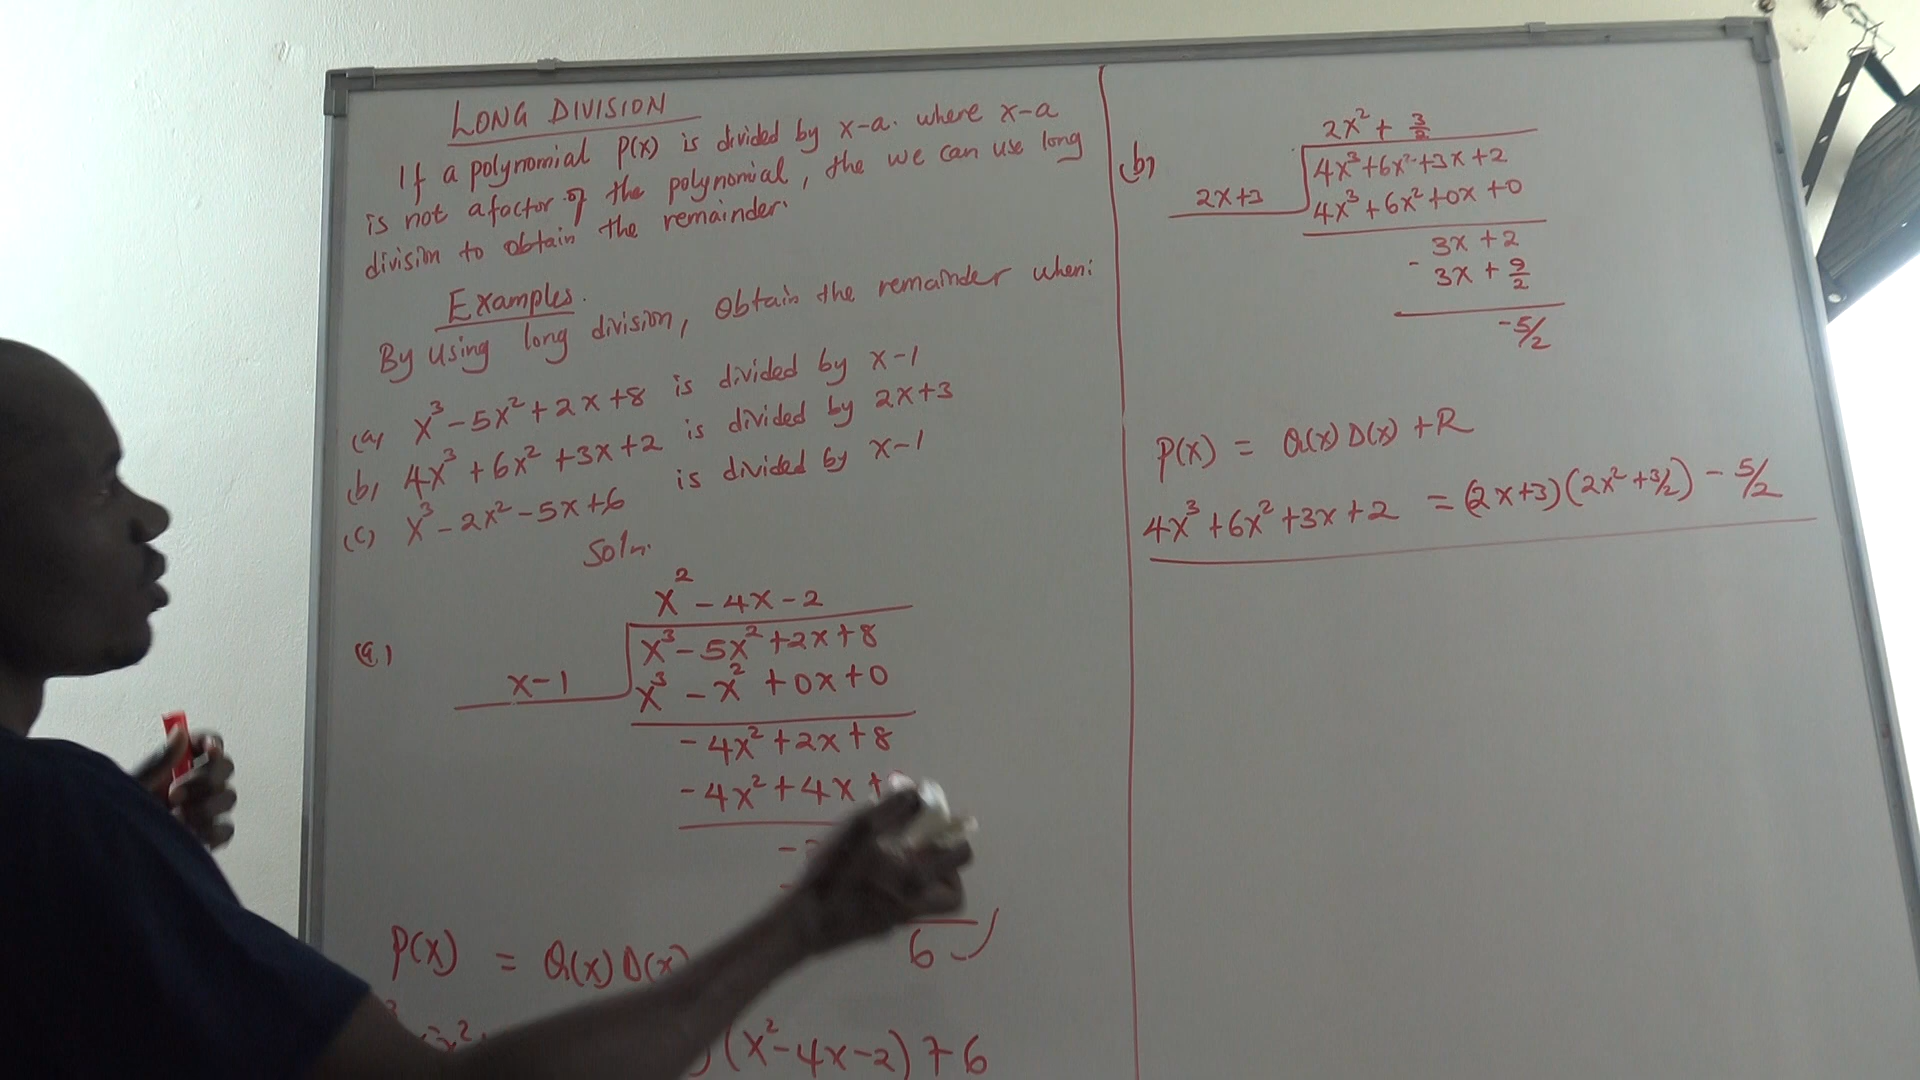 LONG DIVISION
If a polynomial P(x) is divided by x-a. where x-a
is not a factor of the polynomial, the we can use long
division to obtain the remainder.
Examples.
By using long division, obtain the remainder when:
(a) x³-5x²+2x+8 is divided by x-1
(b) 4x³+6x²+3x+2 is divided by 2x+3
(c) x³-2x²-5x+6 is divided by x-1
Soln.
x²-4x-2
(a)
x-1
x³-5x²+2x+8
x³-x²+0x+0
-4x²+2x+8
-4x²+4x+
6
P(x) = Q(x)D(x)
(x²-4x-2)+6
(b)
2x²+3/2
2x+3
4x³+6x²+3x+2
4x³+6x²+0x+0
3x+2
- 3x+9/2
-5/2
P(x) = Q(x)D(x)+R
4x³+6x²+3x+2 = (2x+3)(2x²+3/2)-5/2